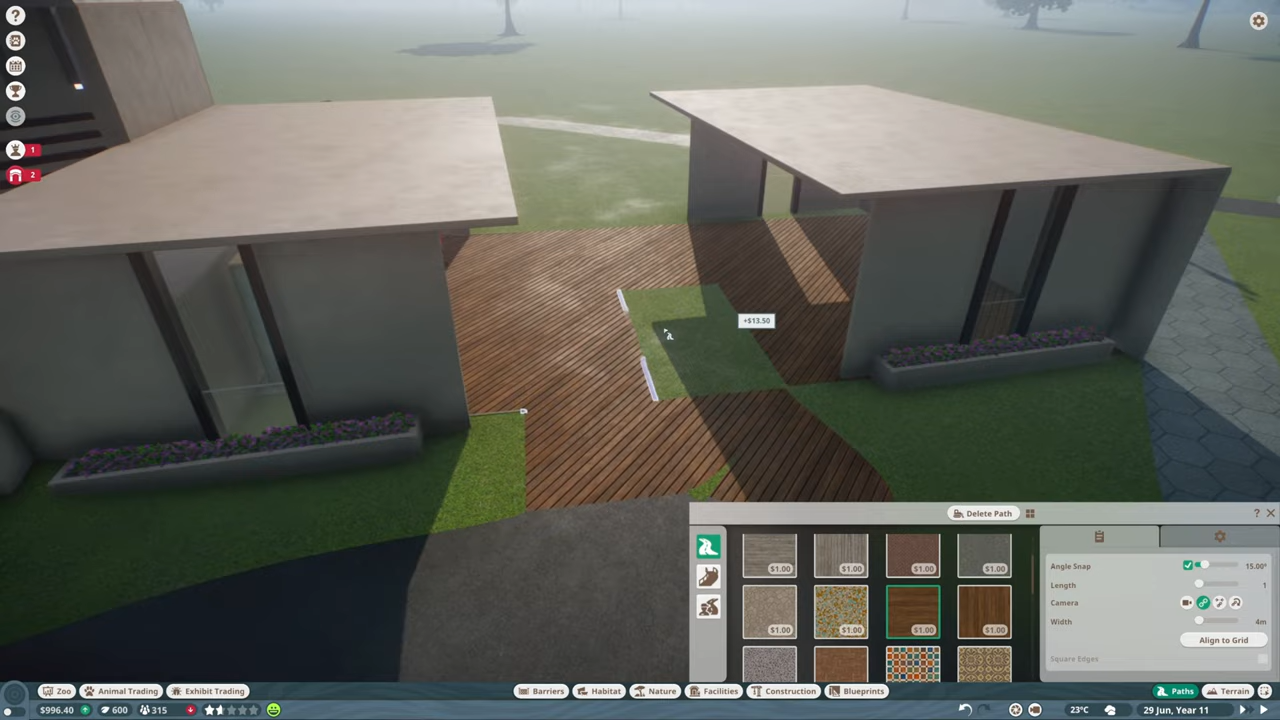 ?
1
2
+$13.50
Delete Path
?
$1.00
$1.00
$1.00
$1.00
Angle Snap
15.00°
Length
1
Camera
$1.00
$1.00
$1.00
$1.00
Width
4m
Align to Grid
Square Edges
Zoo
Animal Trading
Exhibit Trading
Barriers
Habitat
Nature
Facilities
Construction
Blueprints
Paths
Terrain
$996.40
600
315
23°C
29 Jun, Year 11